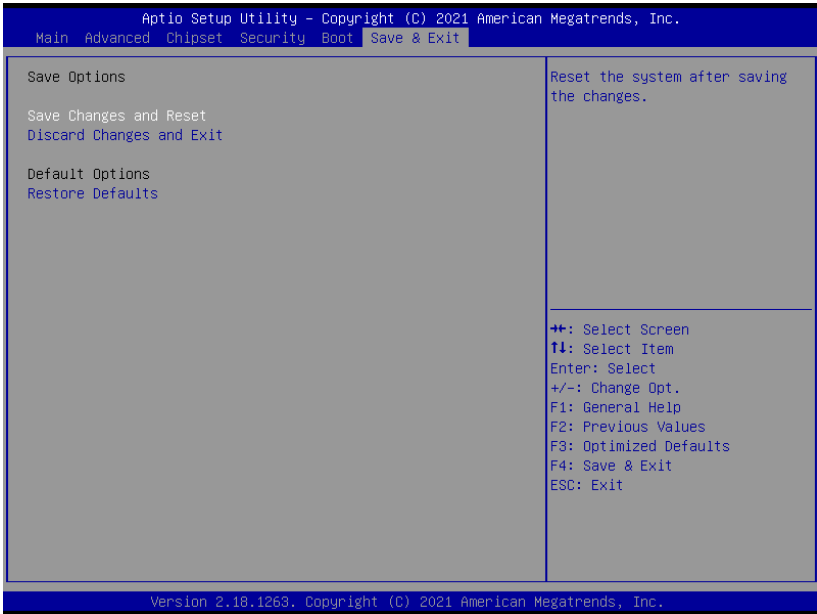 Aptio Setup Utility – Copyright (C) 2021 American Megatrends, Inc.
Main Advanced Chipset Security Boot Save & Exit
Save Options
Save Changes and Reset
Discard Changes and Exit
Default Options
Restore Defaults
Reset the system after saving
the changes.
→←: Select Screen
↑↓: Select Item
Enter: Select
+/-: Change Opt.
F1: General Help
F2: Previous Values
F3: Optimized Defaults
F4: Save & Exit
ESC: Exit
Version 2.18.1263. Copyright (C) 2021 American Megatrends, Inc.